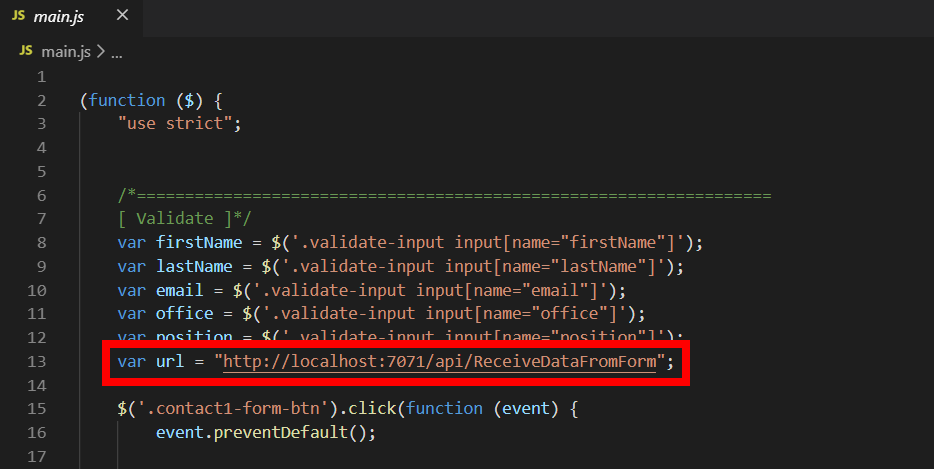 JS main.js ×
JS main.js > ...
1
2 (function ($) {
3 "use strict";
4
5
6 /*==================================================================
7 [ Validate ]*/
8 var firstName = $('.validate-input input[name="firstName"]');
9 var lastName = $('.validate-input input[name="lastName"]');
10 var email = $('.validate-input input[name="email"]');
11 var office = $('.validate-input input[name="office"]');
12 var position = $('.validate-input input[name="position"]');
13 var url = "http://localhost:7071/api/ReceiveDataFromForm";
14
15 $('.contact1-form-btn').click(function (event) {
16 event.preventDefault();
17